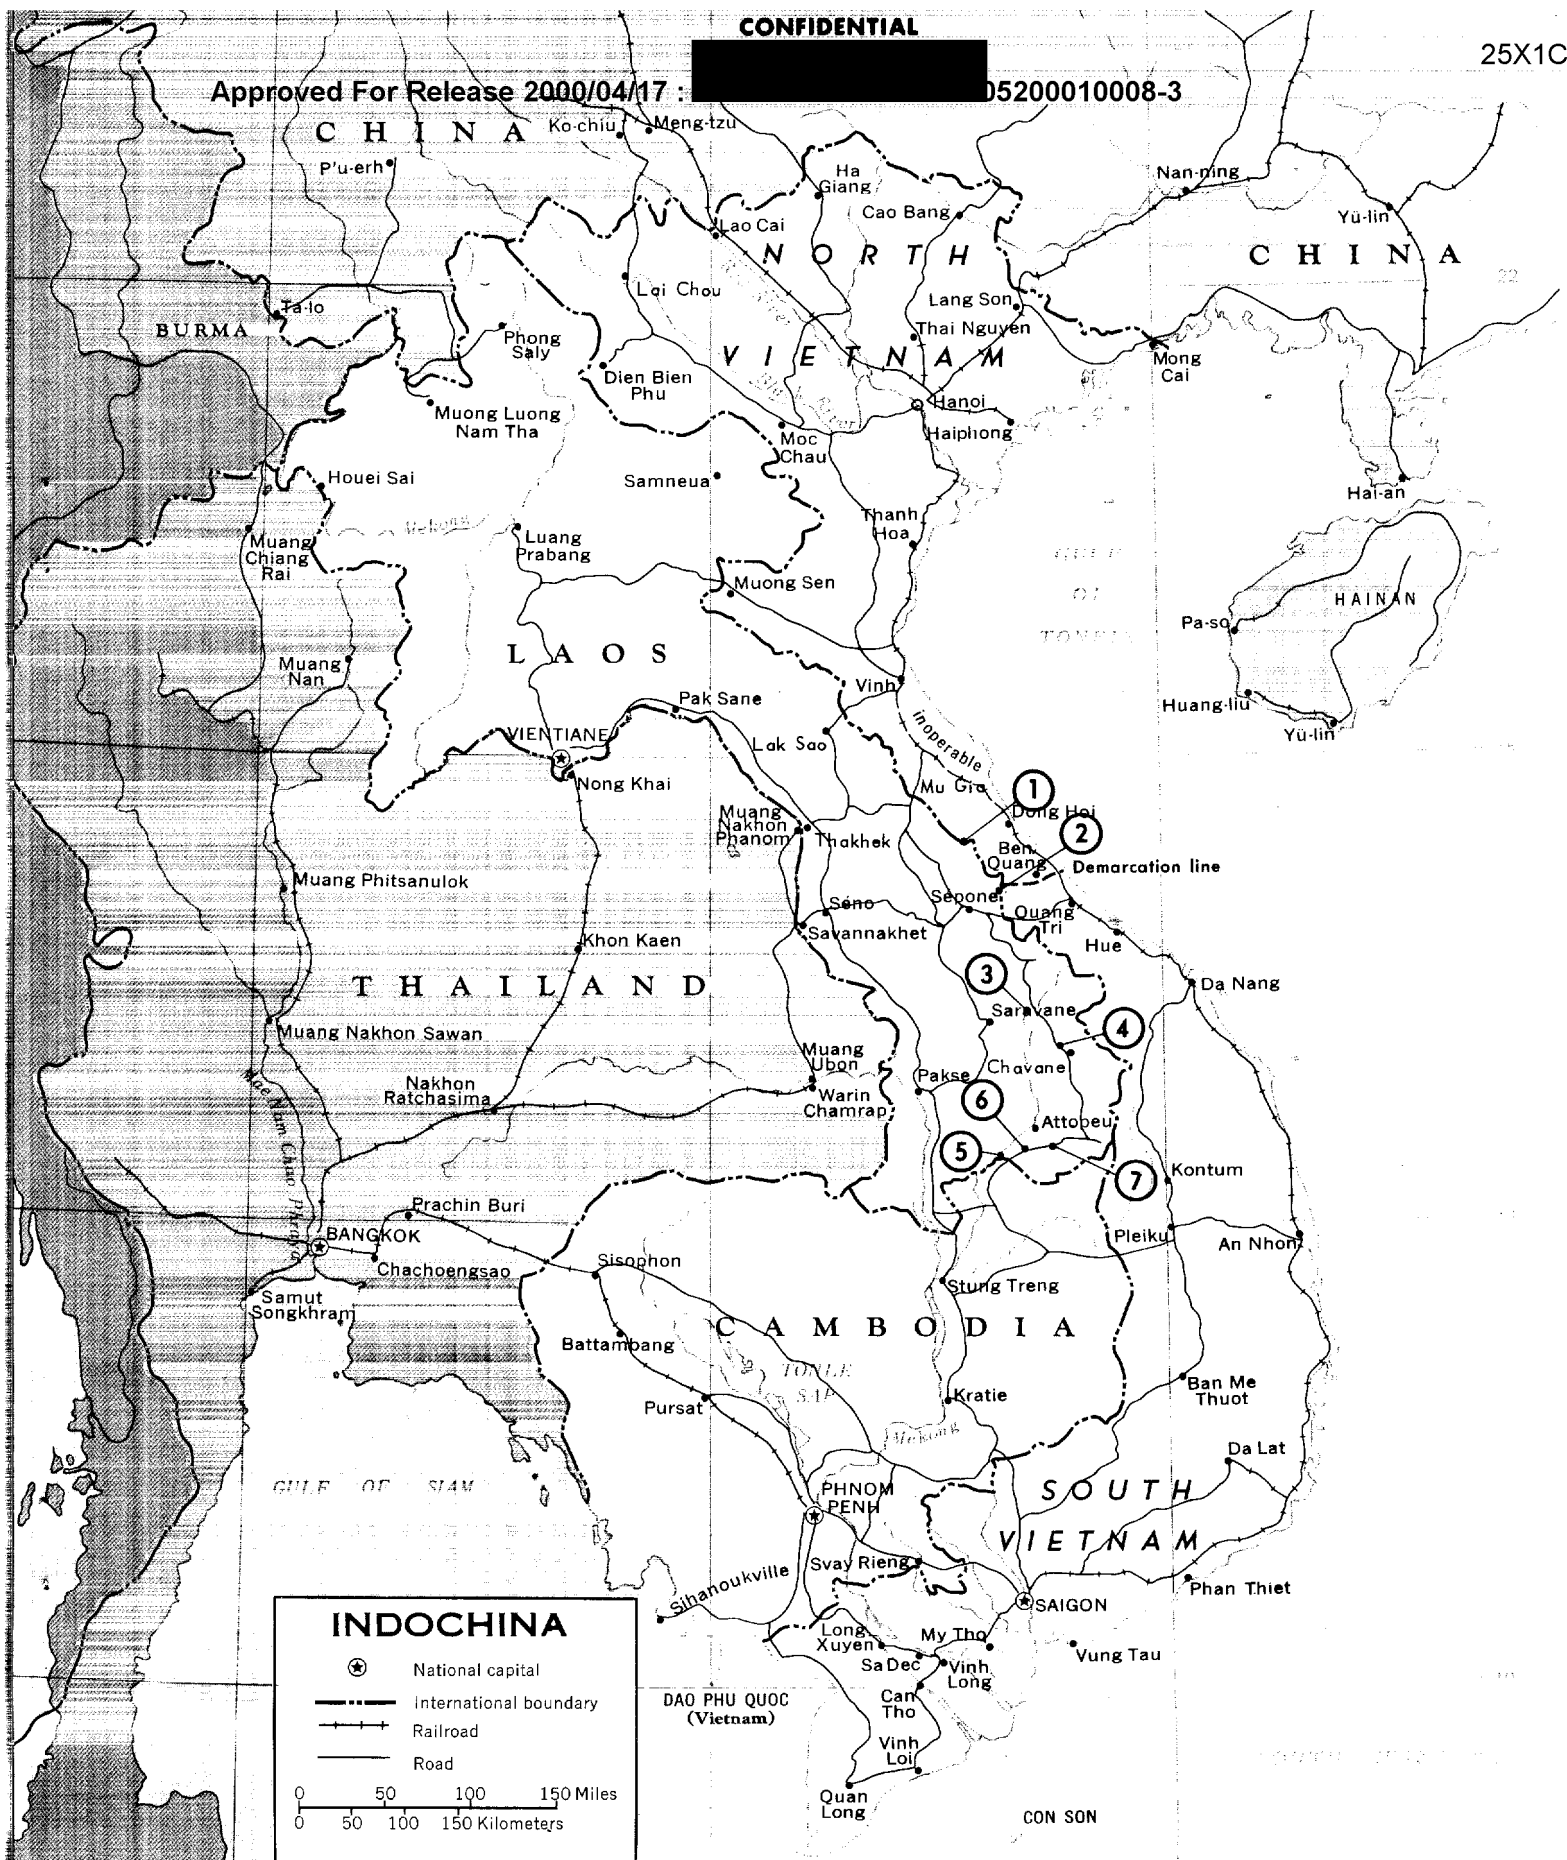 CONFIDENTIAL
25X1C
Approved For Release 2000/04/17 :
05200010008-3
CHINA
Ko-chiu
Meng-tzu
P'u-erh
Ha
Giang
Cao Bang
Nan-ning
Yü-lin
Lao Cai
NORTH
CHINA
22
Lai Chou
Lang Son
Ta-lo
BURMA
Phong
Saly
Thai Nguyen
VIETNAM
Mong
Cai
Dien Bien
Phu
Hanoi
Muong Luong
Nam Tha
Moc
Chau
Haiphong
Houei Sai
Samneua
Hai-an
Mekong
Thanh
Hoa
Muang
Chiang
Rai
Luang
Prabang
GULF
OF
TONKIN
Muong Sen
HAINAN
Pa-so
LAOS
Muang
Nan
Vinh
Pak Sane
Huang-liu
Yü-lin
inoperable
VIENTIANE
Lak Sao
Nong Khai
Mu Gia
1
Dong Hoi
Muang
Nakhon
Phanom
Thakhek
2
Ben
Quang
Demarcation line
Muang Phitsanulok
Sepone
Séno
Quang
Tri
Savannakhet
Hue
Khon Kaen
3
THAILAND
Da Nang
Saravane
Muang Nakhon Sawan
4
Muang
Ubon
Chavane
Mae Nam Chao Phraya
Nakhon
Ratchasima
Pakse
Warin
Chamrap
6
Attopeu
5
7
Kontum
Prachin Buri
BANGKOK
Pleiku
An Nhon
Chachoengsao
Sisophon
Stung Treng
Samut
Songkhram
CAMBODIA
Battambang
TONLE
SAP
Pursat
Kratie
Ban Me
Thuot
Mekong
Da Lat
GULF OF SIAM
PHNOM
PENH
SOUTH
VIETNAM
Svay Rieng
Sihanoukville
Phan Thiet
SAIGON
Long
Xuyen
My Tho
Sa Dec
Vinh
Long
Vung Tau
DAO PHU QUOC
(Vietnam)
Can
Tho
Vinh
Loi
Quan
Long
CON SON
INDOCHINA
National capital
International boundary
Railroad
Road
0 50 100 150 Miles
0 50 100 150 Kilometers